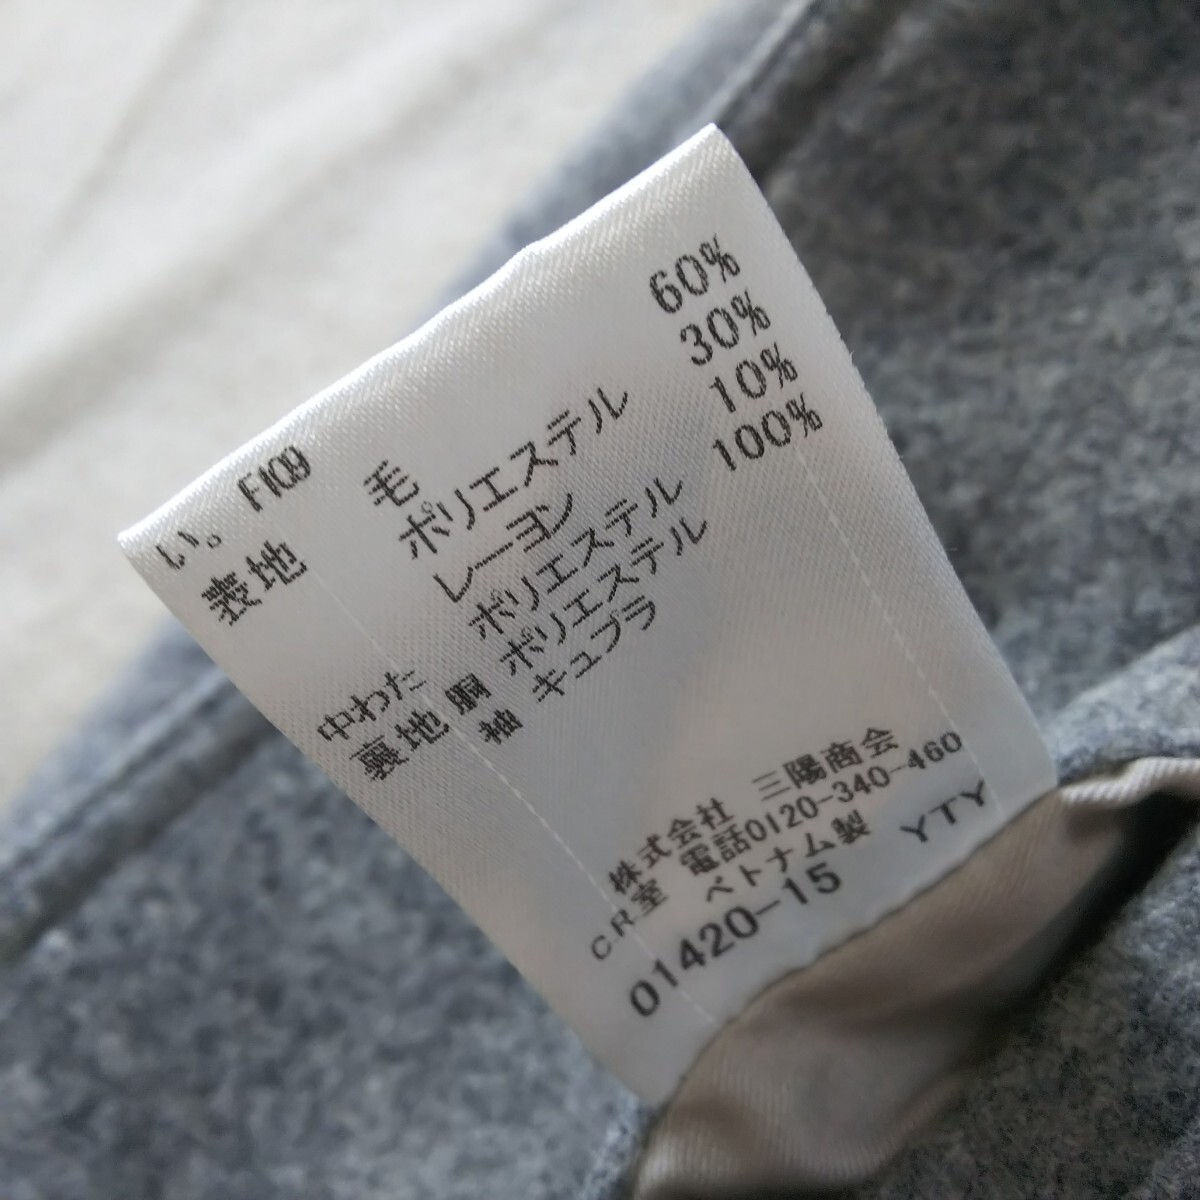 い。 F109
表地 毛 60%
ポリエステル 30%
レーヨン 10%
中わた ポリエステル 100%
裏地 胴 ポリエステル
袖 キュプラ
株式会社 三陽商会
C.R室 電話0120-340-460
ベトナム製 YTY
01420-15